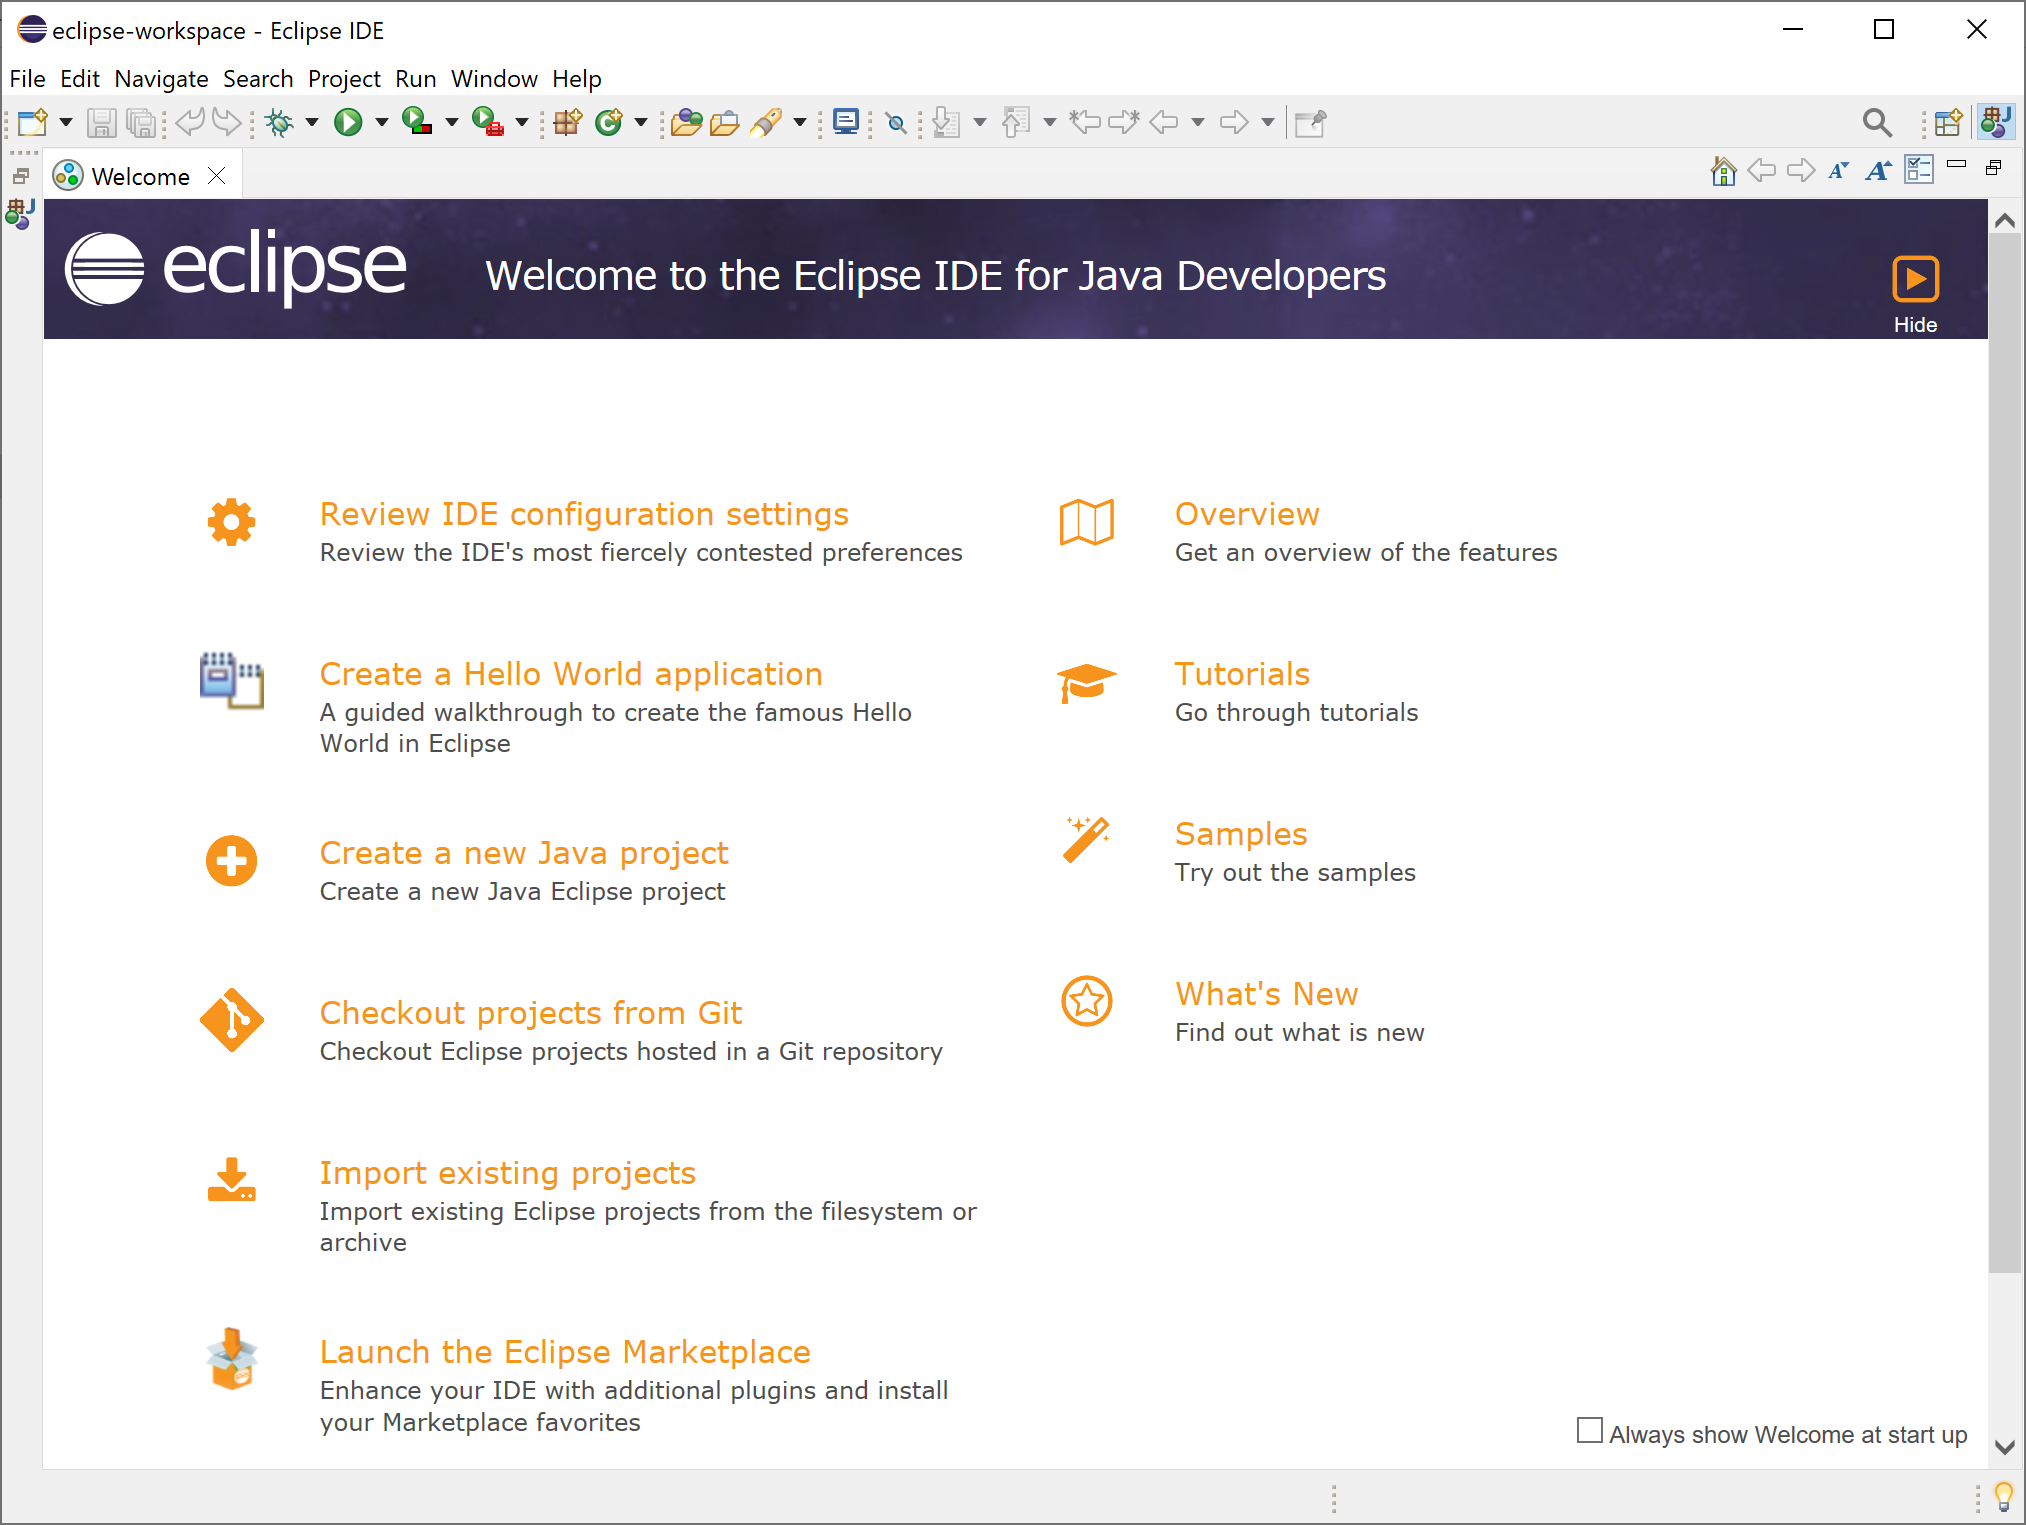 eclipse-workspace - Eclipse IDE
File Edit Navigate Search Project Run Window Help
Welcome
eclipse
Welcome to the Eclipse IDE for Java Developers
Hide
Review IDE configuration settings
Review the IDE's most fiercely contested preferences
Create a Hello World application
A guided walkthrough to create the famous Hello
World in Eclipse
Create a new Java project
Create a new Java Eclipse project
Checkout projects from Git
Checkout Eclipse projects hosted in a Git repository
Import existing projects
Import existing Eclipse projects from the filesystem or
archive
Launch the Eclipse Marketplace
Enhance your IDE with additional plugins and install
your Marketplace favorites
Overview
Get an overview of the features
Tutorials
Go through tutorials
Samples
Try out the samples
What's New
Find out what is new
Always show Welcome at start up